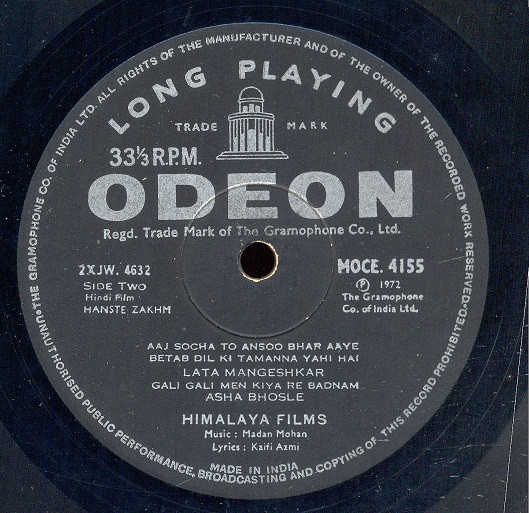 THE GRAMOPHONE CO. OF INDIA LTD. ALL RIGHTS OF THE MANUFACTURER AND OF THE OWNER OF THE RECORDED WORK RESERVED. UNAUTHORISED PUBLIC PERFORMANCE, BROADCASTING AND COPYING OF THIS RECORD PROHIBITED.
LONG PLAYING
TRADE MARK
33⅓ R.P.M.
ODEON
Regd. Trade Mark of The Gramophone Co., Ltd.
2XJW. 4632
SIDE TWO
Hindi Film
HANSTE ZAKHM
MOCE. 4155
Ⓟ 1972
The Gramophone
Co. of India Ltd.
AAJ SOCHA TO ANSOO BHAR AAYE
BETAB DIL KI TAMANNA YAHI HAI
LATA MANGESHKAR
GALI GALI MEN KIYA RE BADNAM
ASHA BHOSLE
HIMALAYA FILMS
Music : Madan Mohan
Lyrics : Kaifi Azmi
MADE IN INDIA